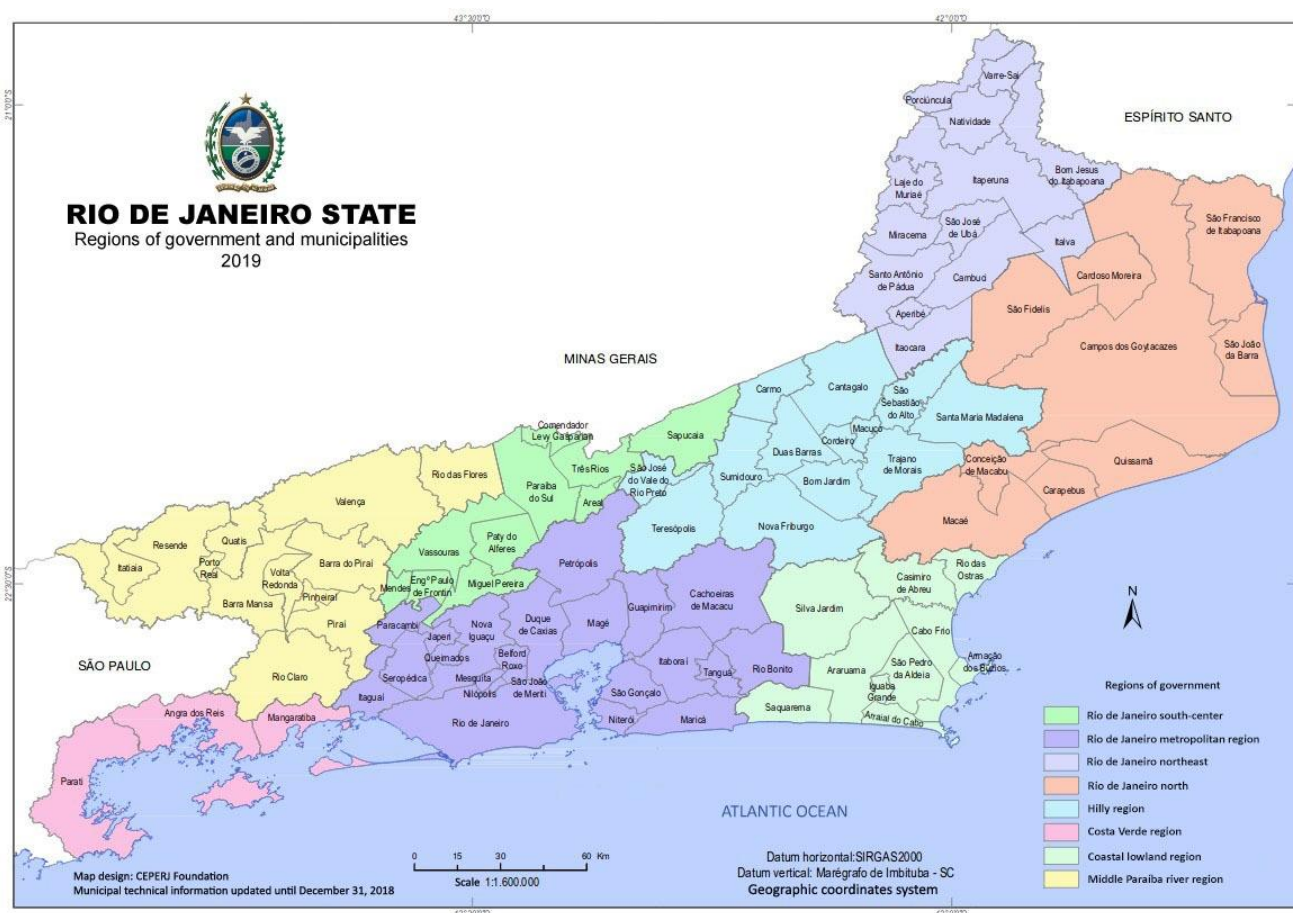 43°30'0"O
42°0'0"O
21°0'0"S
22°30'0"S
RIO DE JANEIRO STATE
Regions of government and municipalities
2019
ESPÍRITO SANTO
MINAS GERAIS
SÃO PAULO
ATLANTIC OCEAN
Varre-Sai
Porciúncula
Natividade
Bom Jesus
do Itabapoana
Laje do
Muriaé
Itaperuna
São José
de Ubá
Miracema
Italva
Santo Antônio
de Pádua
Cambuci
Aperibé
Itaocara
São Francisco
de Itabapoana
Cardoso Moreira
São Fidelis
Campos dos Goytacazes
São João
da Barra
Conceição
de Macabu
Quissamã
Carapebus
Macaé
Carmo
Cantagalo
São
Sebastião
do Alto
Santa Maria Madalena
Macuco
Cordeiro
Duas Barras
Trajano
de Morais
Sumidouro
Bom Jardim
São José
do Vale do
Rio Preto
Teresópolis
Nova Friburgo
Comendador
Levy Gasparian
Sapucaia
Três Rios
Paraíba
do Sul
Areal
Paty do
Alferes
Vassouras
Mendes
Engº Paulo
de Frontin
Miguel Pereira
Rio das Flores
Valença
Resende
Quatis
Itatiaia
Porto
Real
Volta
Redonda
Barra do Piraí
Barra Mansa
Pinheiral
Piraí
Rio Claro
Petrópolis
Cachoeiras
de Macacu
Guapimirim
Magé
Duque
de Caxias
Nova
Iguaçu
Paracambi
Japeri
Queimados
Belford
Roxo
Seropédica
Mesquita
Nilópolis
São João
de Meriti
Itaguaí
Rio de Janeiro
Itaboraí
Tanguá
Rio Bonito
São Gonçalo
Niterói
Maricá
Rio das
Ostras
Casimiro
de Abreu
Silva Jardim
Cabo Frio
Armação
dos Búzios
Araruama
São Pedro
da Aldeia
Iguaba
Grande
Saquarema
Arraial do Cabo
Angra dos Reis
Mangaratiba
Parati
N
Regions of government
Rio de Janeiro south-center
Rio de Janeiro metropolitan region
Rio de Janeiro northeast
Rio de Janeiro north
Hilly region
Costa Verde region
Coastal lowland region
Middle Paraíba river region
Map design: CEPERJ Foundation
Municipal technical information updated until December 31, 2018
0 15 30 60 Km
Scale 1:1.600.000
Datum horizontal:SIRGAS2000
Datum vertical: Marégrafo de Imbituba - SC
Geographic coordinates system